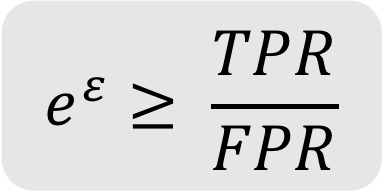 e^ε ≥ TPR / FPR